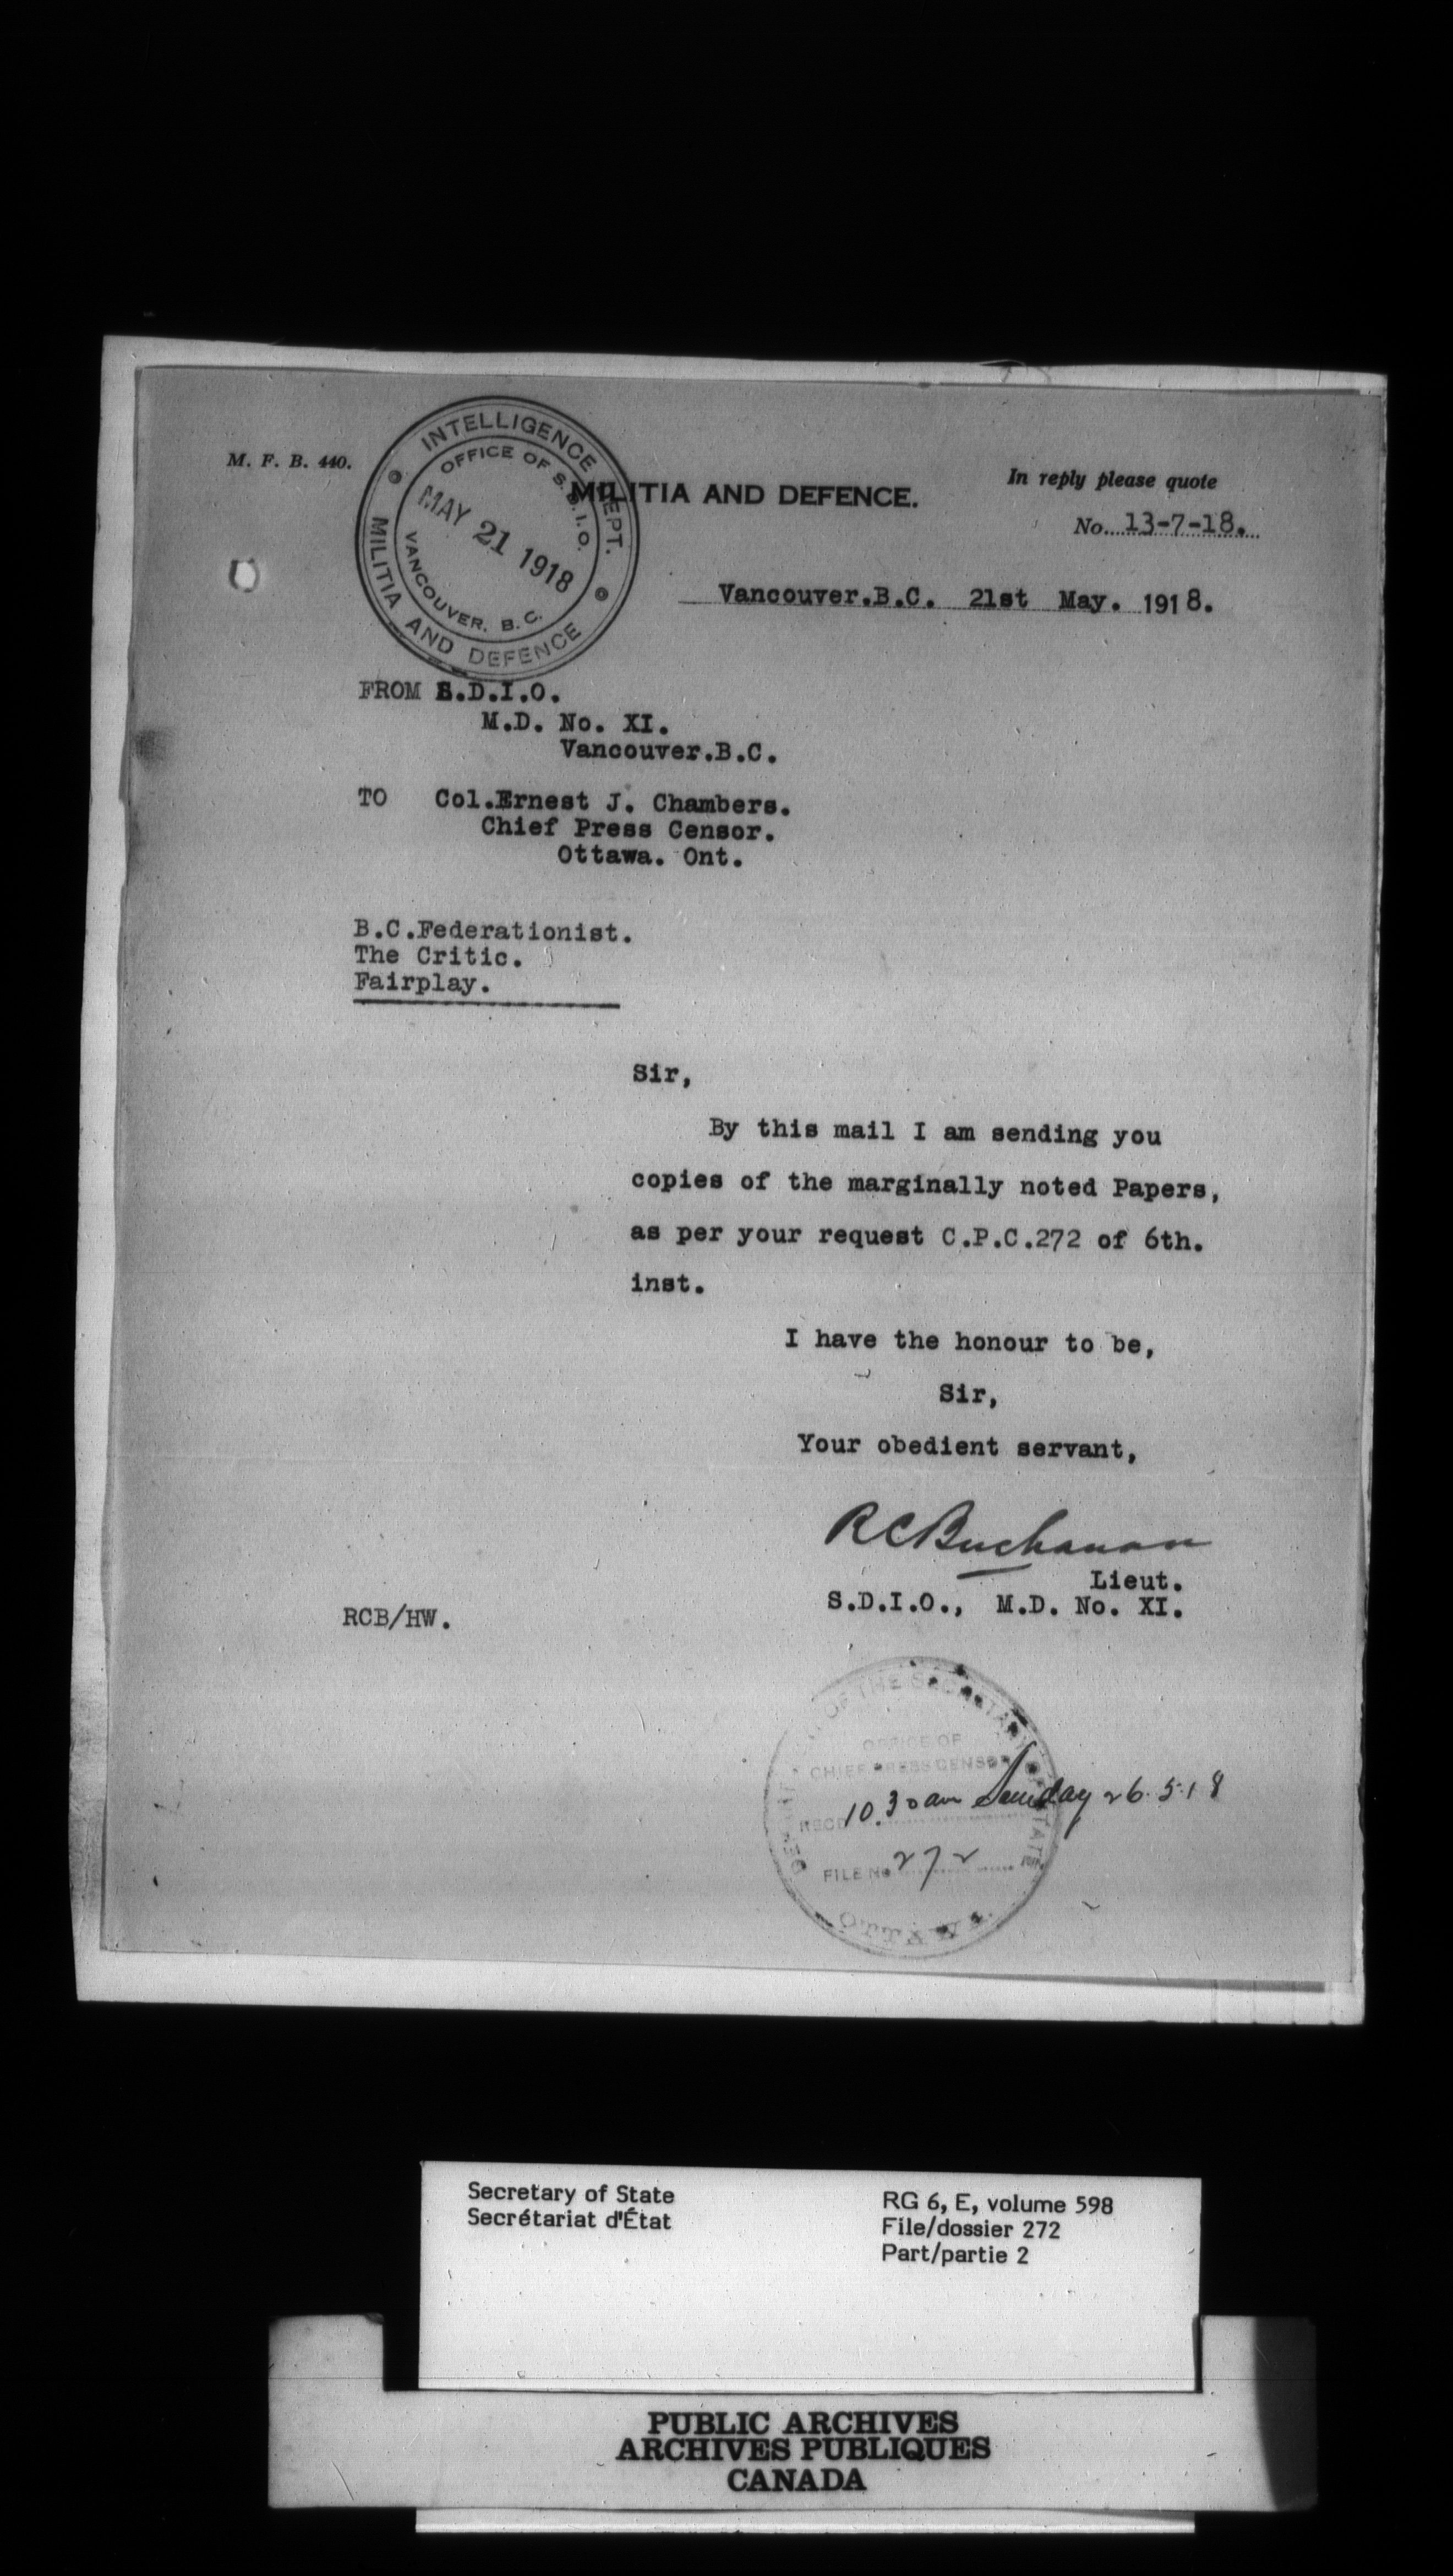 M. F. B. 440.
INTELLIGENCE DEPT.
MILITIA AND DEFENCE
OFFICE OF S.D.I.O.
VANCOUVER. B.C.
MAY 21 1918
MILITIA AND DEFENCE.
In reply please quote
No. 13-7-18.
Vancouver.B.C. 21st May. 1918.
FROM S.D.I.O.
M.D. No. XI.
Vancouver.B.C.
TO Col.Ernest J. Chambers.
Chief Press Censor.
Ottawa. Ont.
B.C.Federationist.
The Critic.
Fairplay.
Sir,
By this mail I am sending you
copies of the marginally noted Papers,
as per your request C.P.C.272 of 6th.
inst.
I have the honour to be,
Sir,
Your obedient servant,
RCBuchanan
Lieut.
S.D.I.O., M.D. No. XI.
RCB/HW.
OF THE SECRETARY OF STATE
OFFICE OF
CHIEF PRESS CENSOR
RECD 10.30 am Sunday 26.5.18
FILE No 272
OTTAWA
Secretary of State
Secrétariat d'État
RG 6, E, volume 598
File/dossier 272
Part/partie 2
PUBLIC ARCHIVES
ARCHIVES PUBLIQUES
CANADA